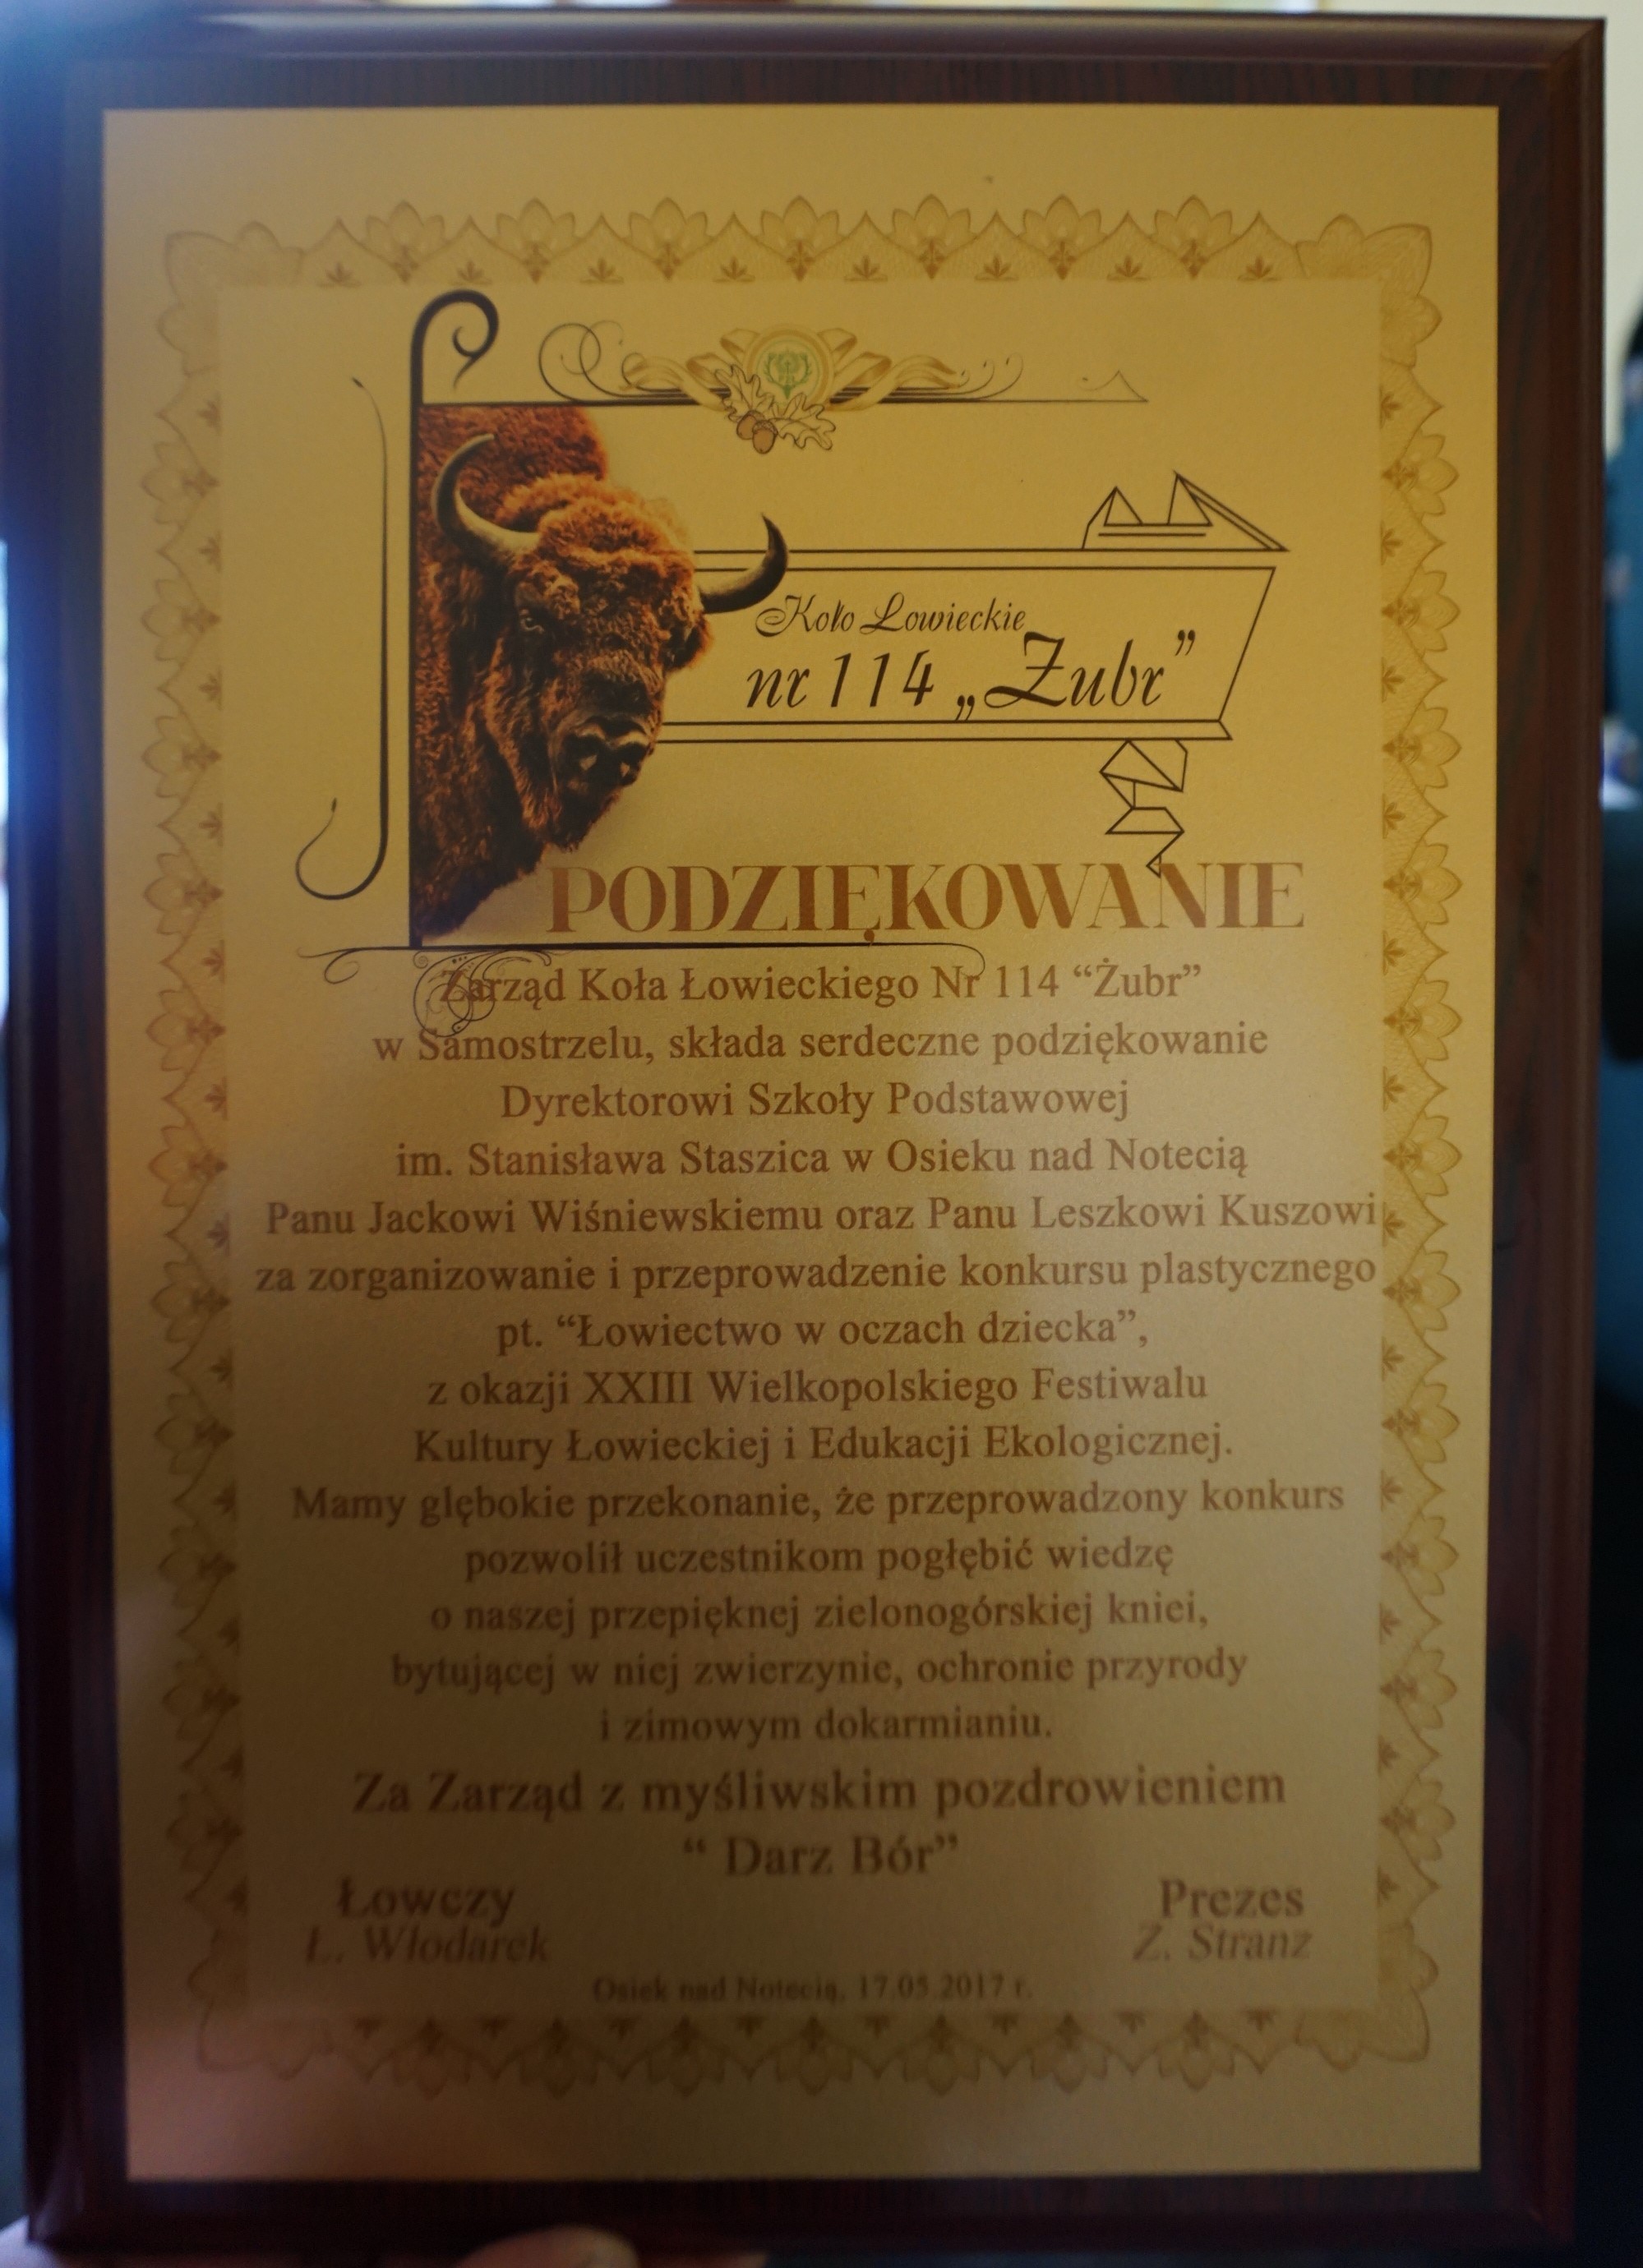 Koło Łowieckie
nr 114 „Żubr”
PODZIĘKOWANIE
Zarząd Koła Łowieckiego Nr 114 “Żubr”
w Samostrzelu, składa serdeczne podziękowanie
Dyrektorowi Szkoły Podstawowej
im. Stanisława Staszica w Osieku nad Notecią
Panu Jackowi Wiśniewskiemu oraz Panu Leszkowi Kuszowi
za zorganizowanie i przeprowadzenie konkursu plastycznego
pt. “Łowiectwo w oczach dziecka”,
z okazji XXIII Wielkopolskiego Festiwalu
Kultury Łowieckiej i Edukacji Ekologicznej.
Mamy głębokie przekonanie, że przeprowadzony konkurs
pozwolił uczestnikom pogłębić wiedzę
o naszej przepięknej zielonogórskiej kniei,
bytującej w niej zwierzynie, ochronie przyrody
i zimowym dokarmianiu.
Za Zarząd z myśliwskim pozdrowieniem
“ Darz Bór”
Łowczy
Prezes
Ł. Włodarek
Z. Stranz
Osiek nad Notecią, 17.05.2017 r.